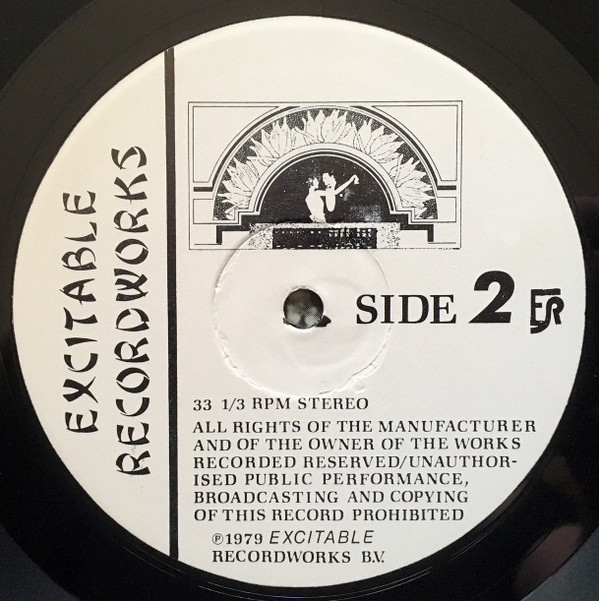 EXCITABLE
RECORDWORKS
SIDE 2 ER
33 1/3 RPM STEREO
ALL RIGHTS OF THE MANUFACTURER
AND OF THE OWNER OF THE WORKS
RECORDED RESERVED/UNAUTHOR-
ISED PUBLIC PERFORMANCE,
BROADCASTING AND COPYING
OF THIS RECORD PROHIBITED
℗1979 EXCITABLE
RECORDWORKS B.V.